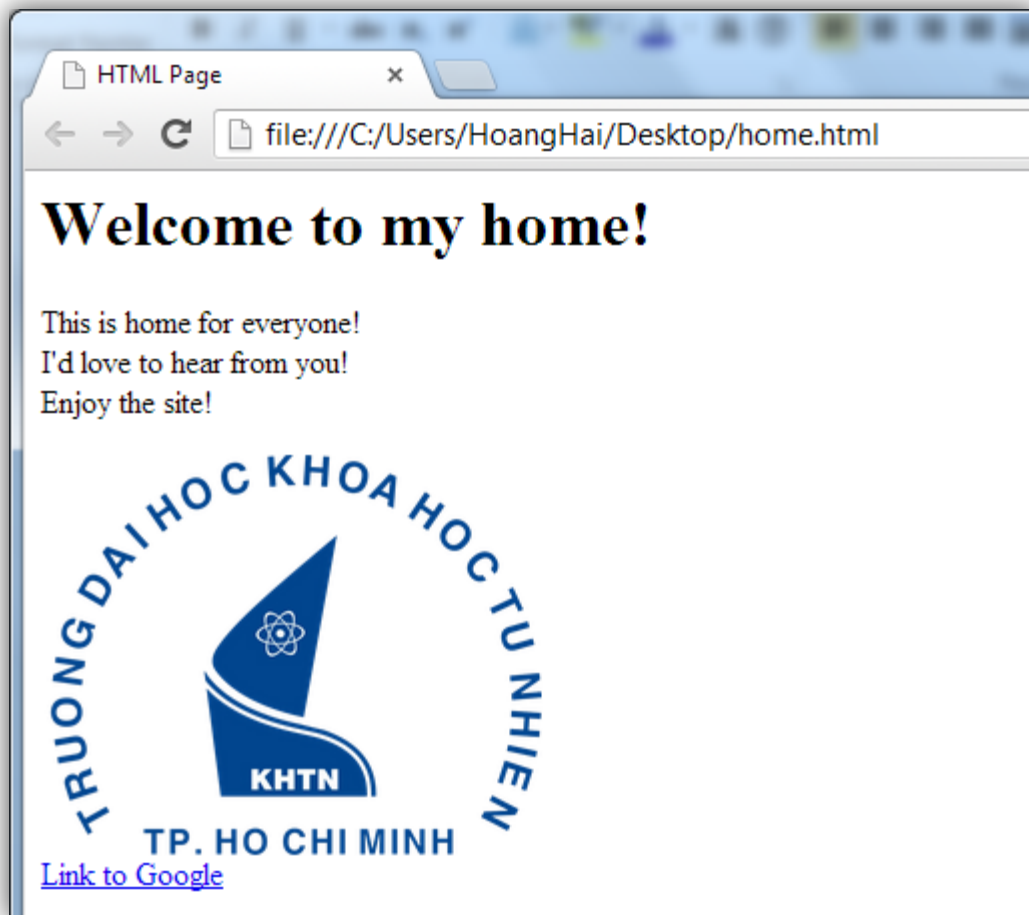 HTML Page
file:///C:/Users/HoangHai/Desktop/home.html
Welcome to my home!
This is home for everyone!
I'd love to hear from you!
Enjoy the site!
TRUONG DAI HOC KHOA HOC TU NHIEN
KHTN
TP. HO CHI MINH
Link to Google